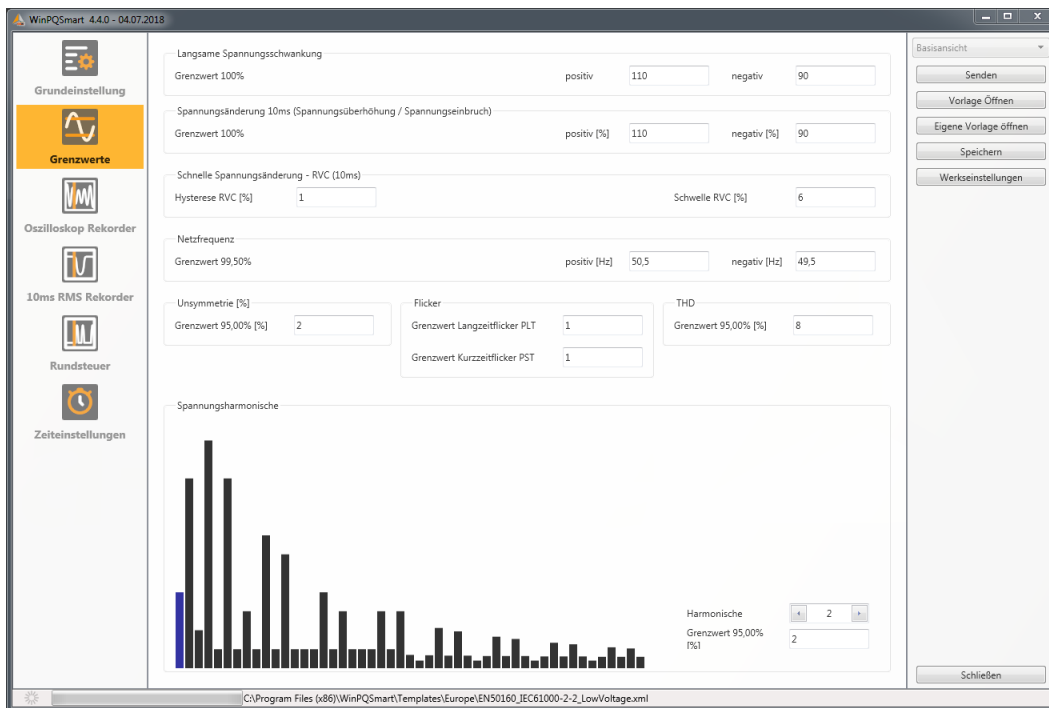 WinPQSmart 4.4.0 - 04.07.2018
Grundeinstellung
Grenzwerte
Oszilloskop Rekorder
10ms RMS Rekorder
Rundsteuer
Zeiteinstellungen
Langsame Spannungsschwankung
Grenzwert 100% positiv 110 negativ 90
Spannungsänderung 10ms (Spannungsüberhöhung / Spannungseinbruch)
Grenzwert 100% positiv [%] 110 negativ [%] 90
Schnelle Spannungsänderung - RVC (10ms)
Hysterese RVC [%] 1 Schwelle RVC [%] 6
Netzfrequenz
Grenzwert 99,50% positiv [Hz] 50,5 negativ [Hz] 49,5
Unsymmetrie [%]
Grenzwert 95,00% [%] 2
Flicker
Grenzwert Langzeitflicker PLT 1
Grenzwert Kurzzeitflicker PST 1
THD
Grenzwert 95,00% [%] 8
Spannungsharmonische
Harmonische 2
Grenzwert 95,00% [%] 2
Basisansicht
Senden
Vorlage Öffnen
Eigene Vorlage öffnen
Speichern
Werkseinstellungen
Schließen
C:\Program Files (x86)\WinPQSmart\Templates\Europe\EN50160_IEC61000-2-2_LowVoltage.xml